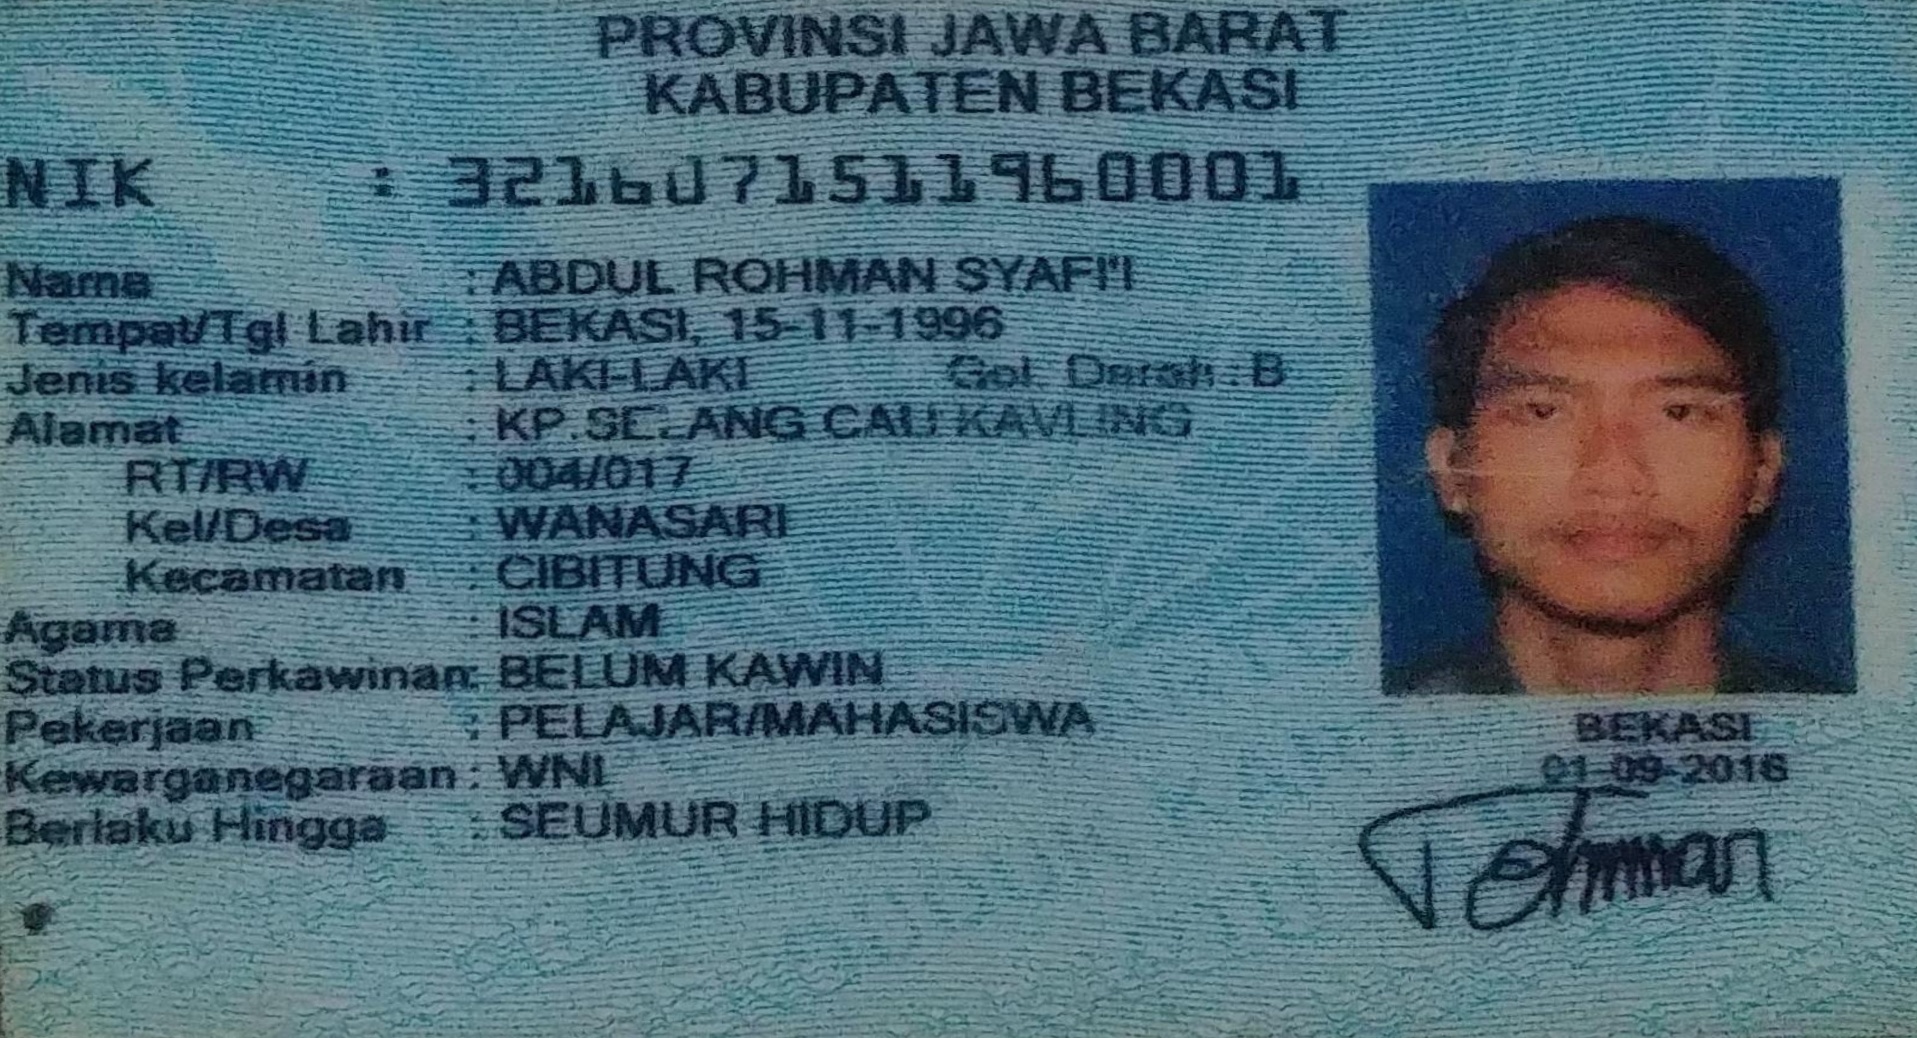 PROVINSI JAWA BARAT
KABUPATEN BEKASI
NIK : 3216071511960001
Nama : ABDUL ROHMAN SYAFI'I
Tempat/Tgl Lahir : BEKASI, 15-11-1996
Jenis kelamin : LAKI-LAKI Gol. Darah : B
Alamat : KP.SELANG CAU KAVLING
RT/RW : 004/017
Kel/Desa : WANASARI
Kecamatan : CIBITUNG
Agama : ISLAM
Status Perkawinan: BELUM KAWIN
Pekerjaan : PELAJAR/MAHASISWA
Kewarganegaraan : WNI
Berlaku Hingga : SEUMUR HIDUP
BEKASI
01-09-2016
Rohman